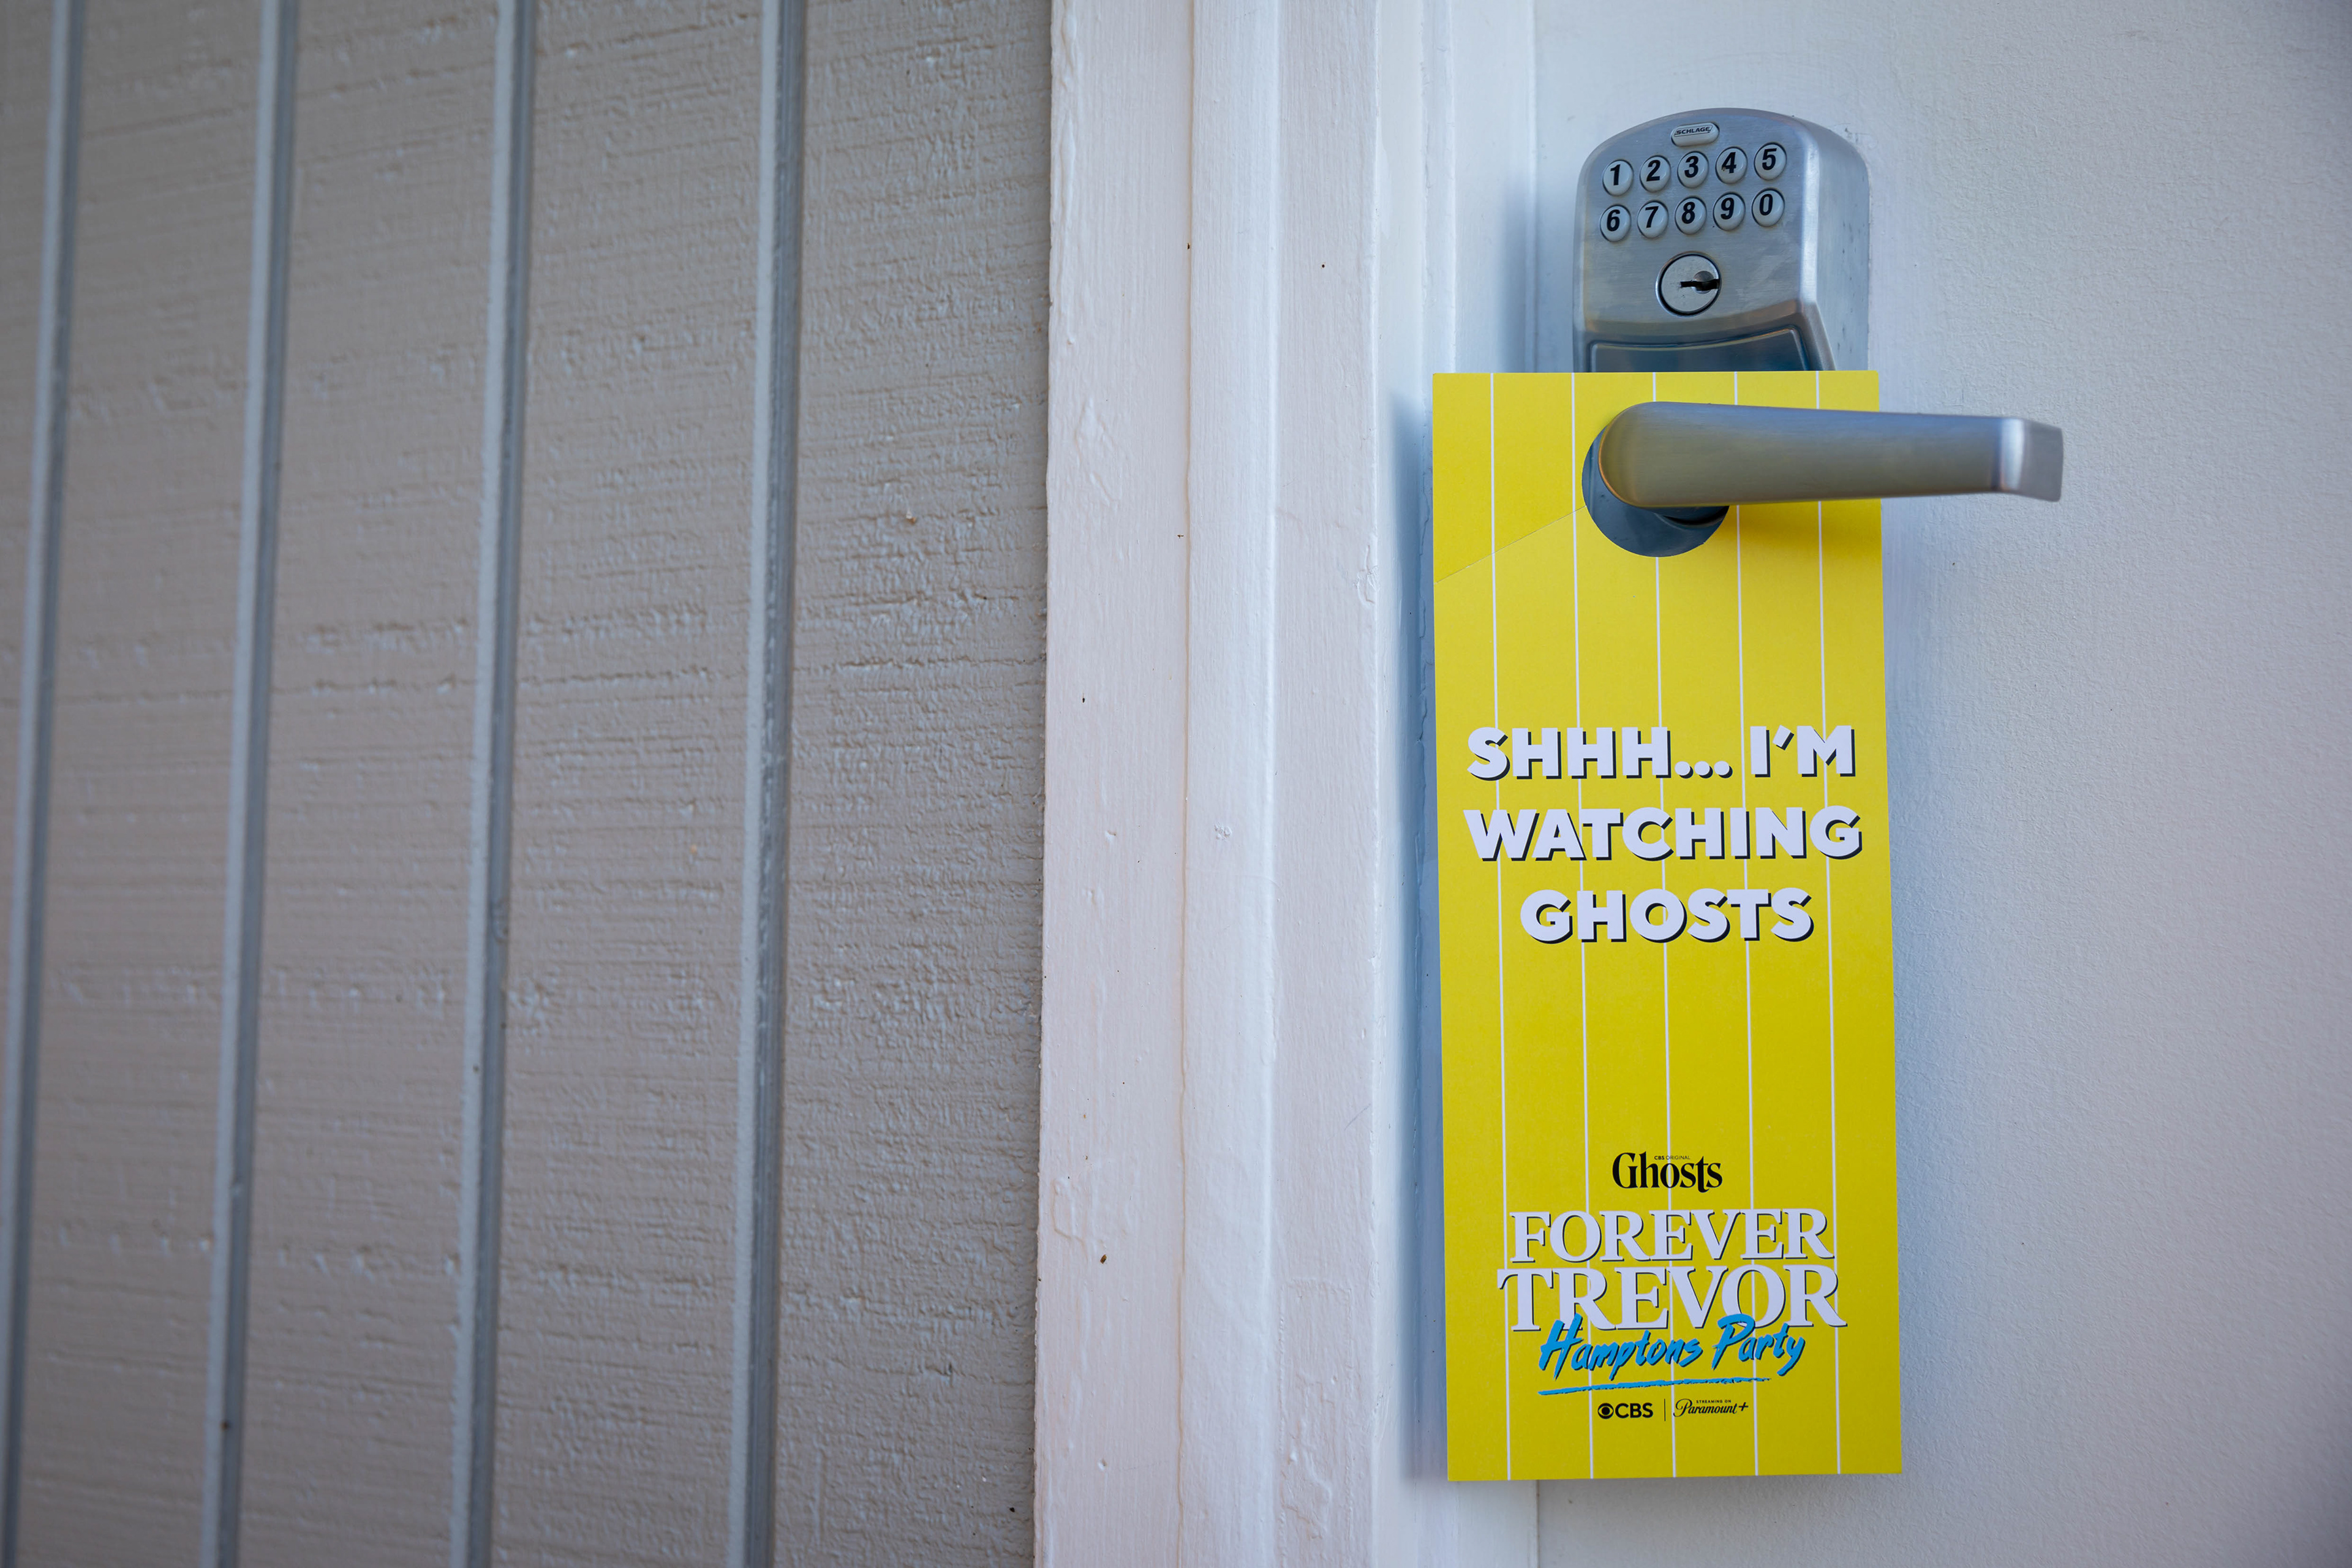 SCHLAGE
1 2 3 4 5
6 7 8 9 0
SHHH... I'M
WATCHING
GHOSTS
CBS ORIGINAL
Ghosts
FOREVER
TREVOR
Hamptons Party
CBS | STREAMING ON Paramount+